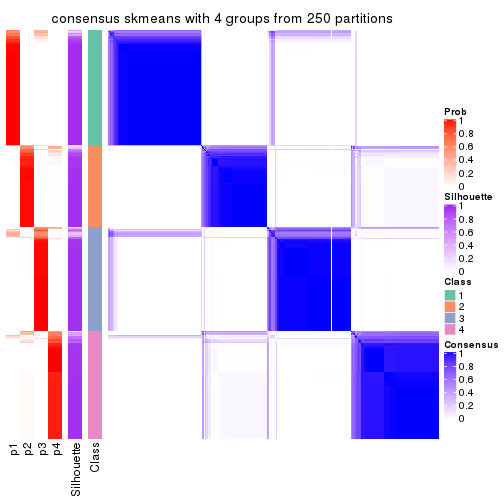 consensus skmeans with 4 groups from 250 partitions
Prob
1
0.8
0.6
0.4
0.2
0
Silhouette
1
0.8
0.6
0.4
0.2
0
Class
1
2
3
4
Consensus
1
0.8
0.6
0.4
0.2
0
p1
p2
p3
p4
Silhouette
Class